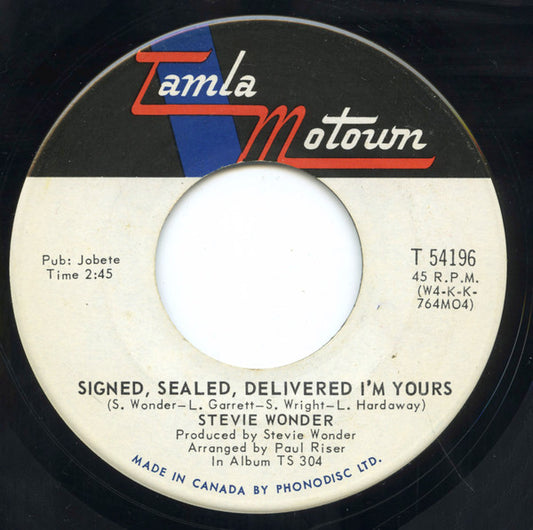 Tamla
Motown
Pub: Jobete
Time 2:45
T 54196
45 R.P.M.
(W4-K-K-
764MO4)
SIGNED, SEALED, DELIVERED I'M YOURS
(S. Wonder-L. Garrett-S. Wright-L. Hardaway)
STEVIE WONDER
Produced by Stevie Wonder
Arranged by Paul Riser
In Album TS 304
MADE IN CANADA BY PHONODISC LTD.